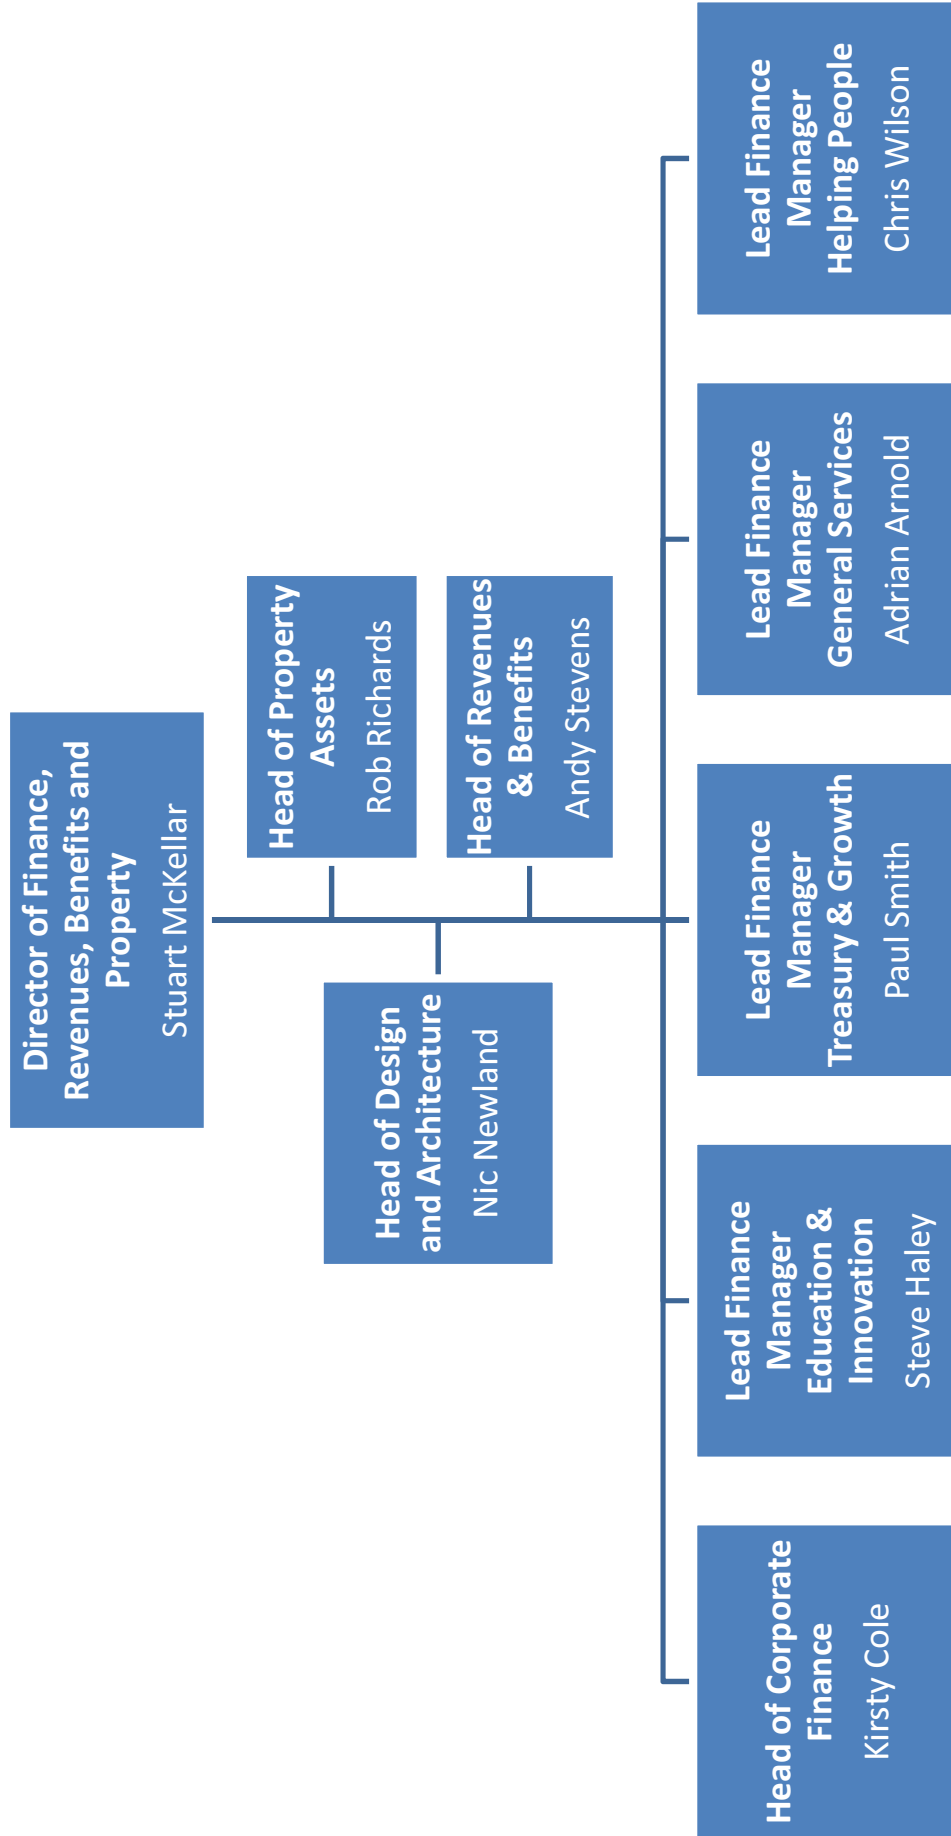 Director of Finance,
Revenues, Benefits and
Property
Stuart McKellar
Head of Property
Assets
Rob Richards
Head of Design
and Architecture
Nic Newland
Head of Revenues
& Benefits
Andy Stevens
Head of Corporate
Finance
Kirsty Cole
Lead Finance
Manager
Education &
Innovation
Steve Haley
Lead Finance
Manager
Treasury & Growth
Paul Smith
Lead Finance
Manager
General Services
Adrian Arnold
Lead Finance
Manager
Helping People
Chris Wilson